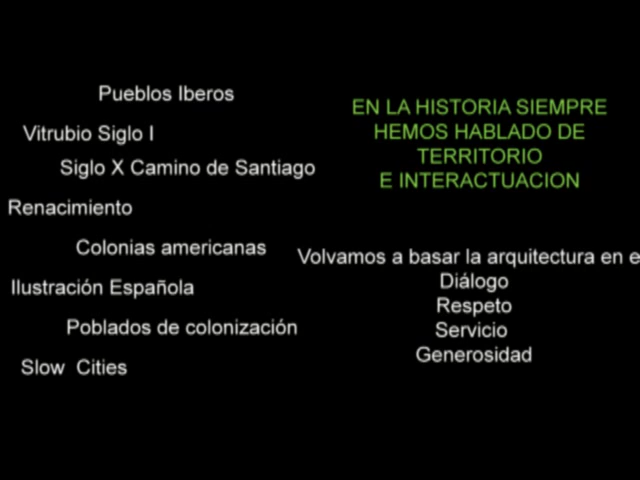 Pueblos Iberos
Vitrubio Siglo I
Siglo X Camino de Santiago
Renacimiento
Colonias americanas
Ilustración Española
Poblados de colonización
Slow Cities
EN LA HISTORIA SIEMPRE
HEMOS HABLADO DE
TERRITORIO
E INTERACTUACION
Volvamos a basar la arquitectura en e
Diálogo
Respeto
Servicio
Generosidad